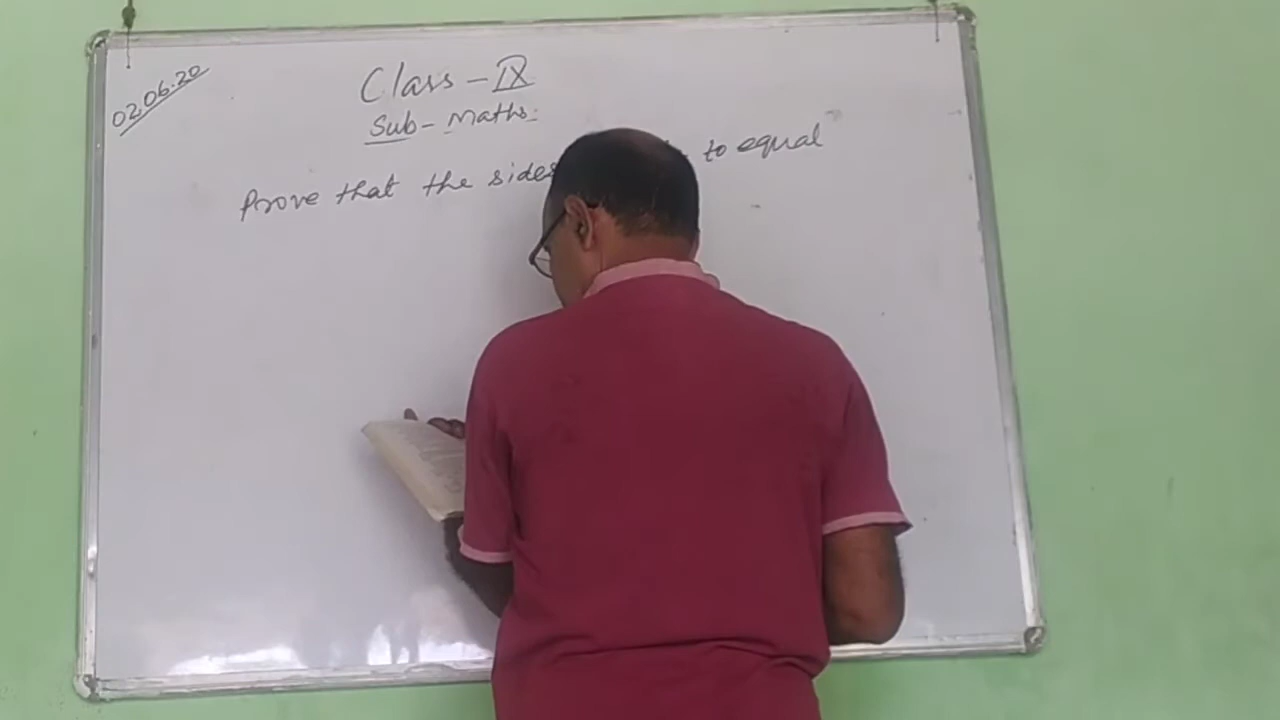 02.06.20
Class - IX
Sub - Maths:
Prove that the sides to equal